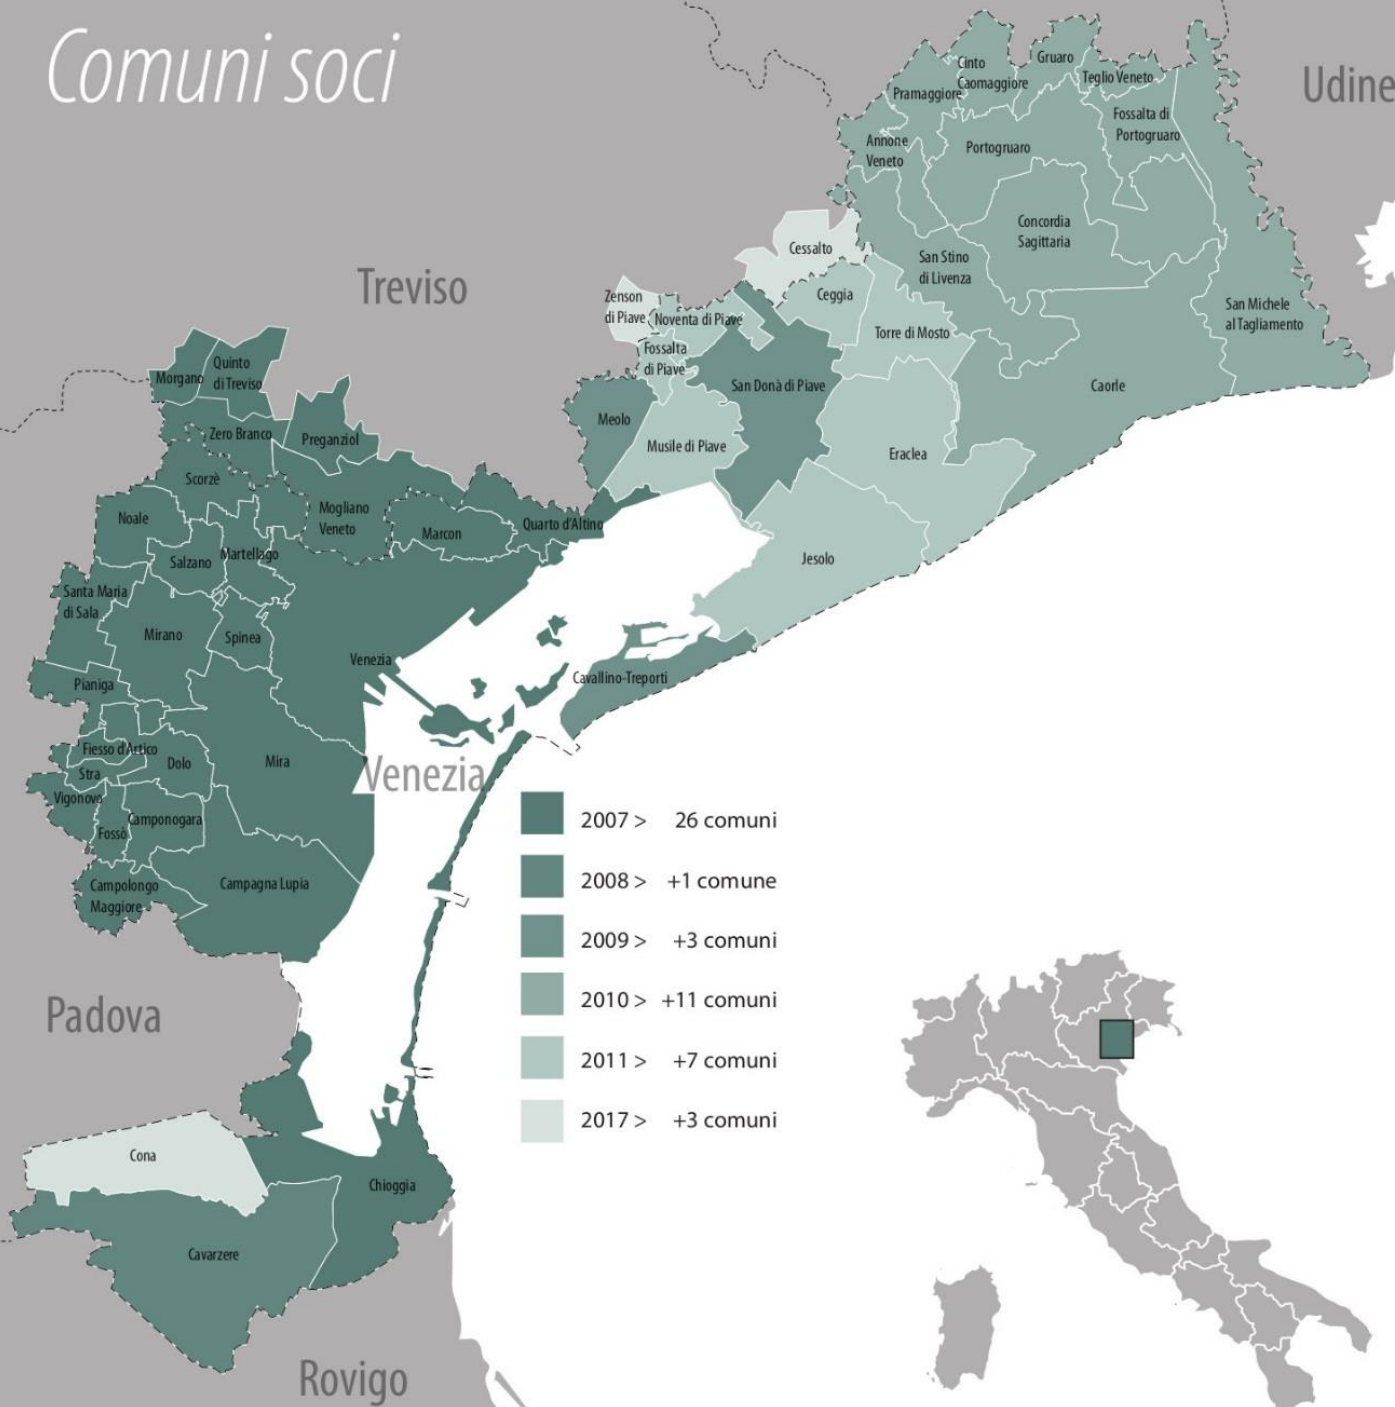 Comuni soci
Udine
Treviso
Venezia
Padova
Rovigo
Cinto
Caomaggiore
Gruaro
Teglio Veneto
Pramaggiore
Fossalta di
Portogruaro
Annone
Veneto
Portogruaro
Concordia
Sagittaria
San Stino
di Livenza
San Michele
al Tagliamento
Caorle
Cessalto
Ceggia
Torre di Mosto
Zenson
di Piave
Noventa di Piave
Fossalta
di Piave
San Donà di Piave
Meolo
Musile di Piave
Eraclea
Jesolo
Cavallino-Treporti
Morgano
Quinto
di Treviso
Zero Branco
Preganziol
Scorzè
Mogliano
Veneto
Noale
Marcon
Quarto d'Altino
Martellago
Salzano
Santa Maria
di Sala
Mirano
Spinea
Venezia
Pianiga
Fiesso d'Artico
Dolo
Mira
Stra
Vigonovo
Fossò
Camponogara
Campolongo
Maggiore
Campagna Lupia
Cona
Chioggia
Cavarzere
2007 > 26 comuni
2008 > +1 comune
2009 > +3 comuni
2010 > +11 comuni
2011 > +7 comuni
2017 > +3 comuni